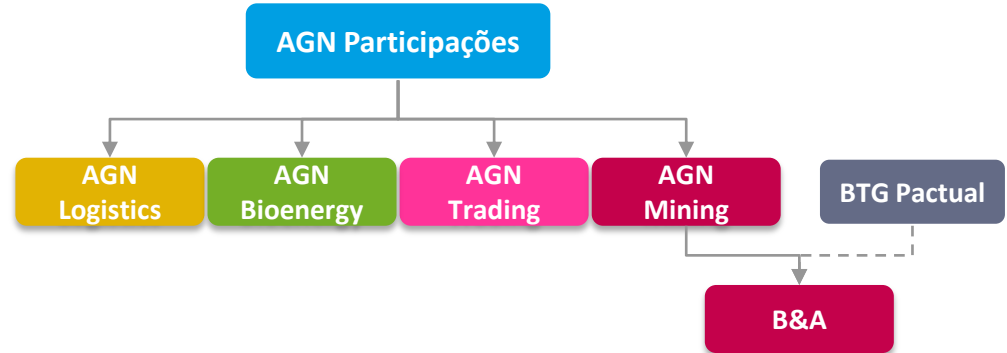 AGN Participações
AGN
Logistics
AGN
Bioenergy
AGN
Trading
AGN
Mining
BTG Pactual
B&A